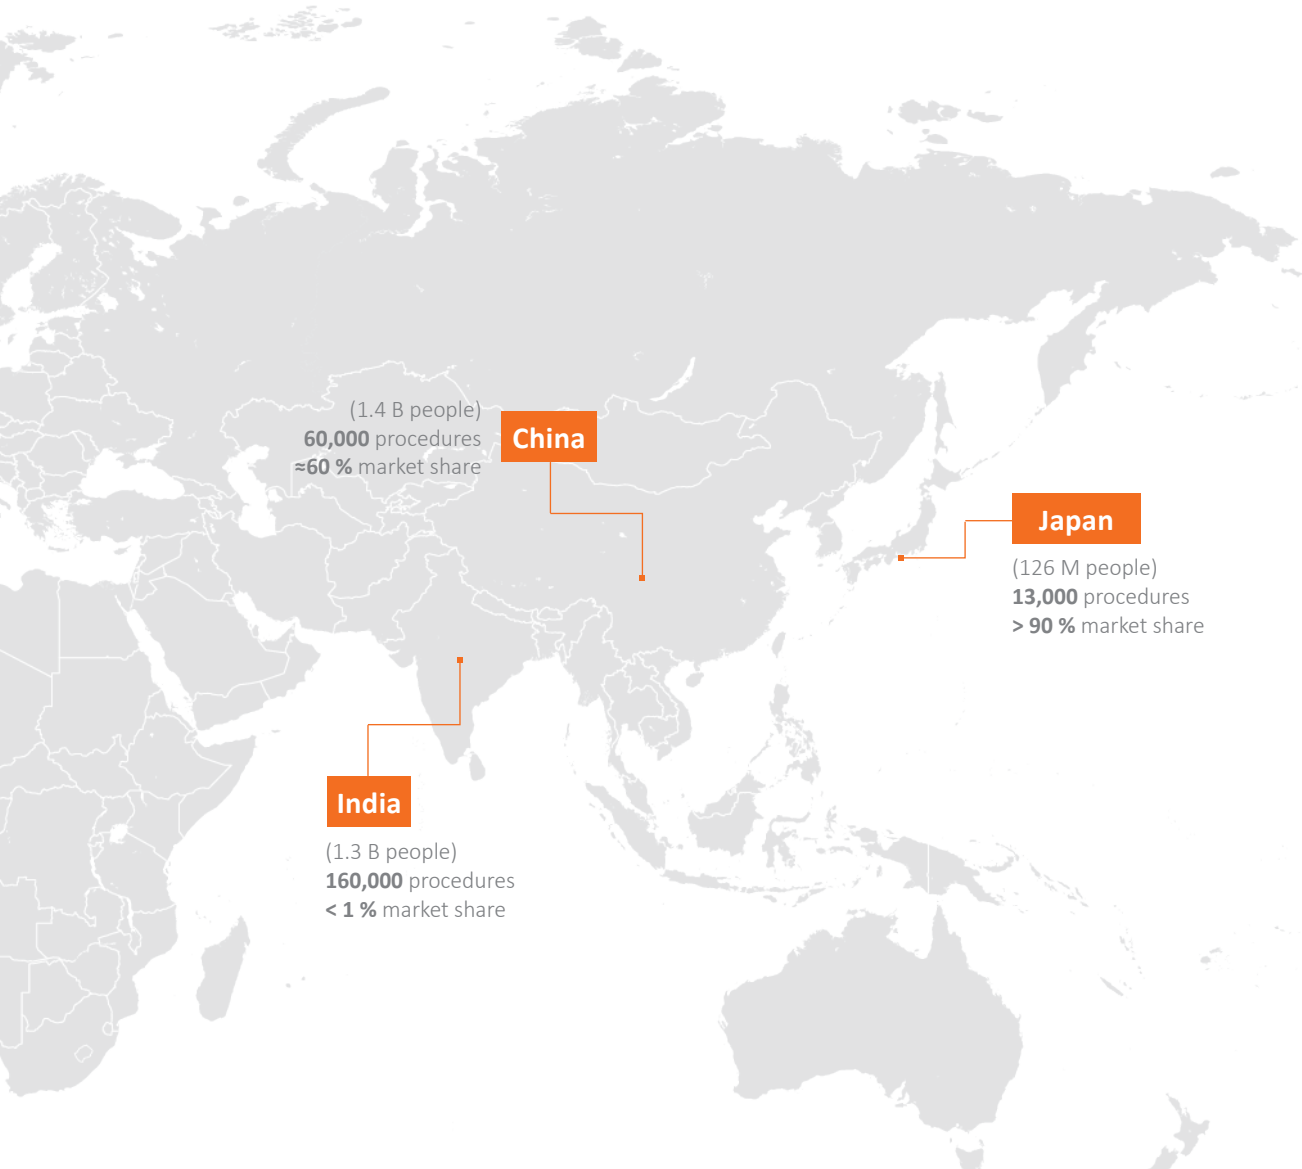 (1.4 B people)
60,000 procedures
≈60 % market share
China
Japan
(126 M people)
13,000 procedures
> 90 % market share
India
(1.3 B people)
160,000 procedures
< 1 % market share